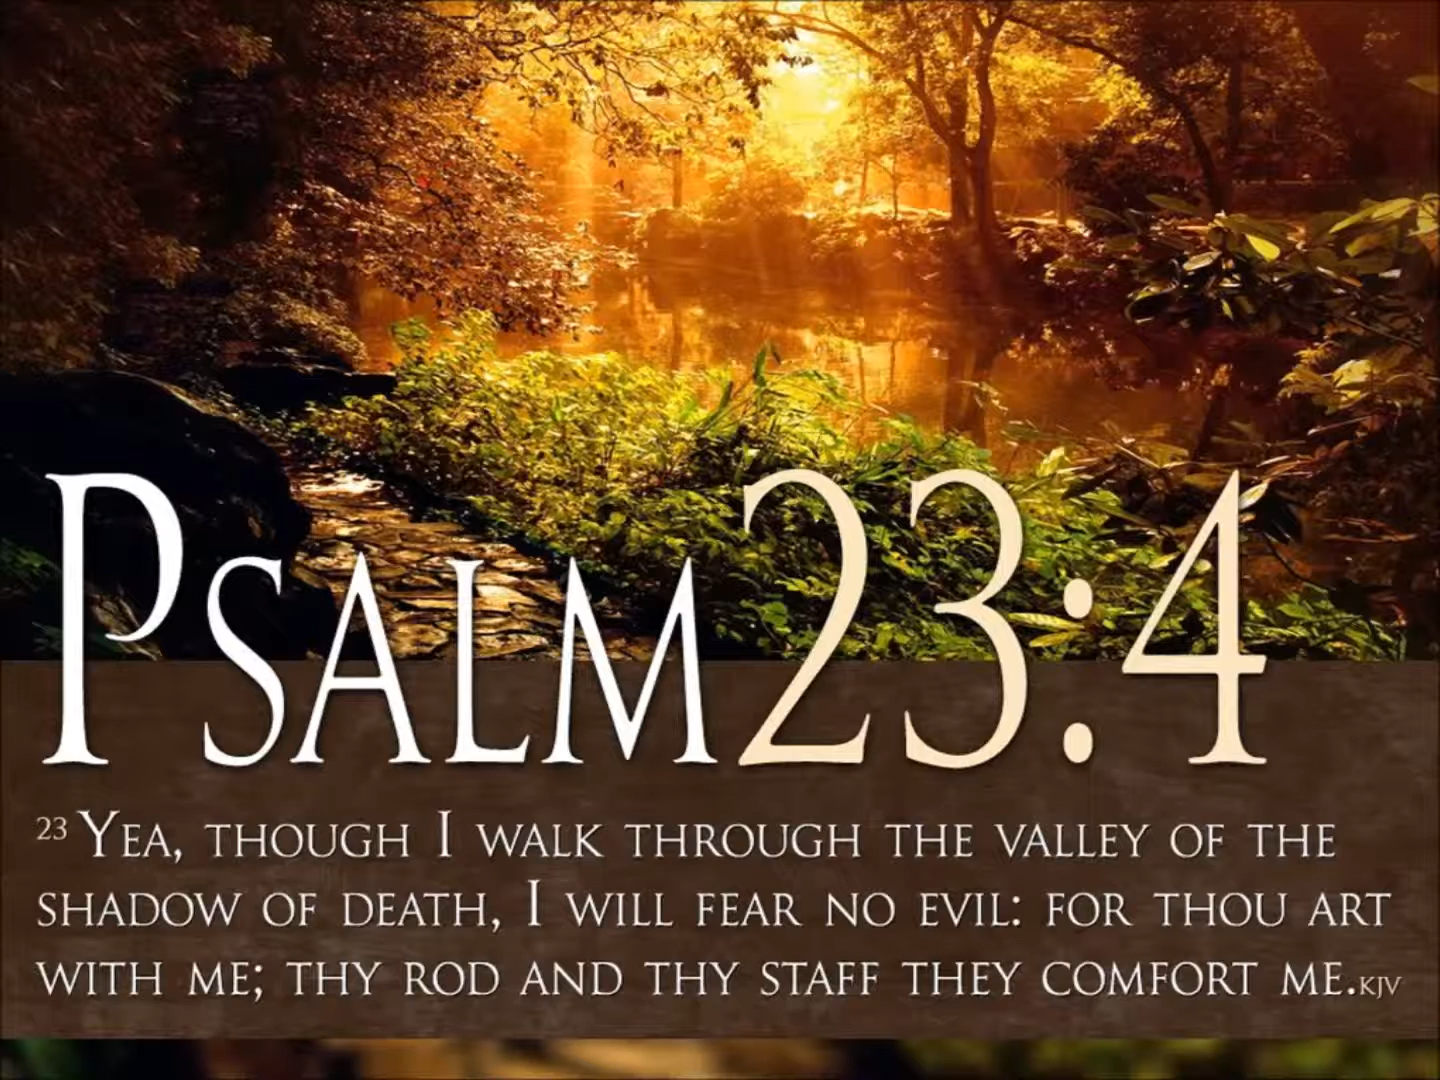 PSALM 23:4
23 YEA, THOUGH I WALK THROUGH THE VALLEY OF THE
SHADOW OF DEATH, I WILL FEAR NO EVIL: FOR THOU ART
WITH ME; THY ROD AND THY STAFF THEY COMFORT ME.KJV